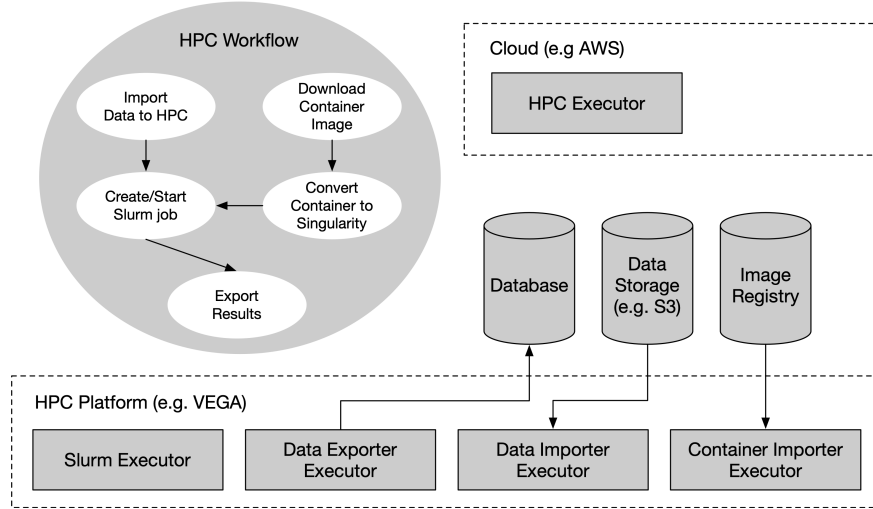 HPC Workflow
Import
Data to HPC
Download
Container
Image
Create/Start
Slurm job
Convert
Container to
Singularity
Export
Results
Cloud (e.g AWS)
HPC Executor
Database
Data
Storage
(e.g. S3)
Image
Registry
HPC Platform (e.g. VEGA)
Slurm Executor
Data Exporter
Executor
Data Importer
Executor
Container Importer
Executor